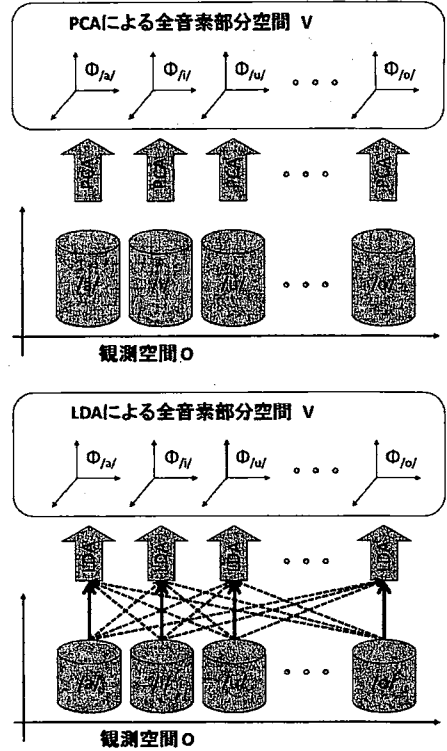 PCAによる全音素部分空間 V
Φ/a/ Φ/i/ Φ/u/ Φ/o/
PCA PCA PCA PCA
/a/ /i/ /u/ /o/
観測空間 O
LDAによる全音素部分空間 V
Φ/a/ Φ/i/ Φ/u/ Φ/o/
LDA LDA LDA LDA
/a/ /i/ /u/ /o/
観測空間 O